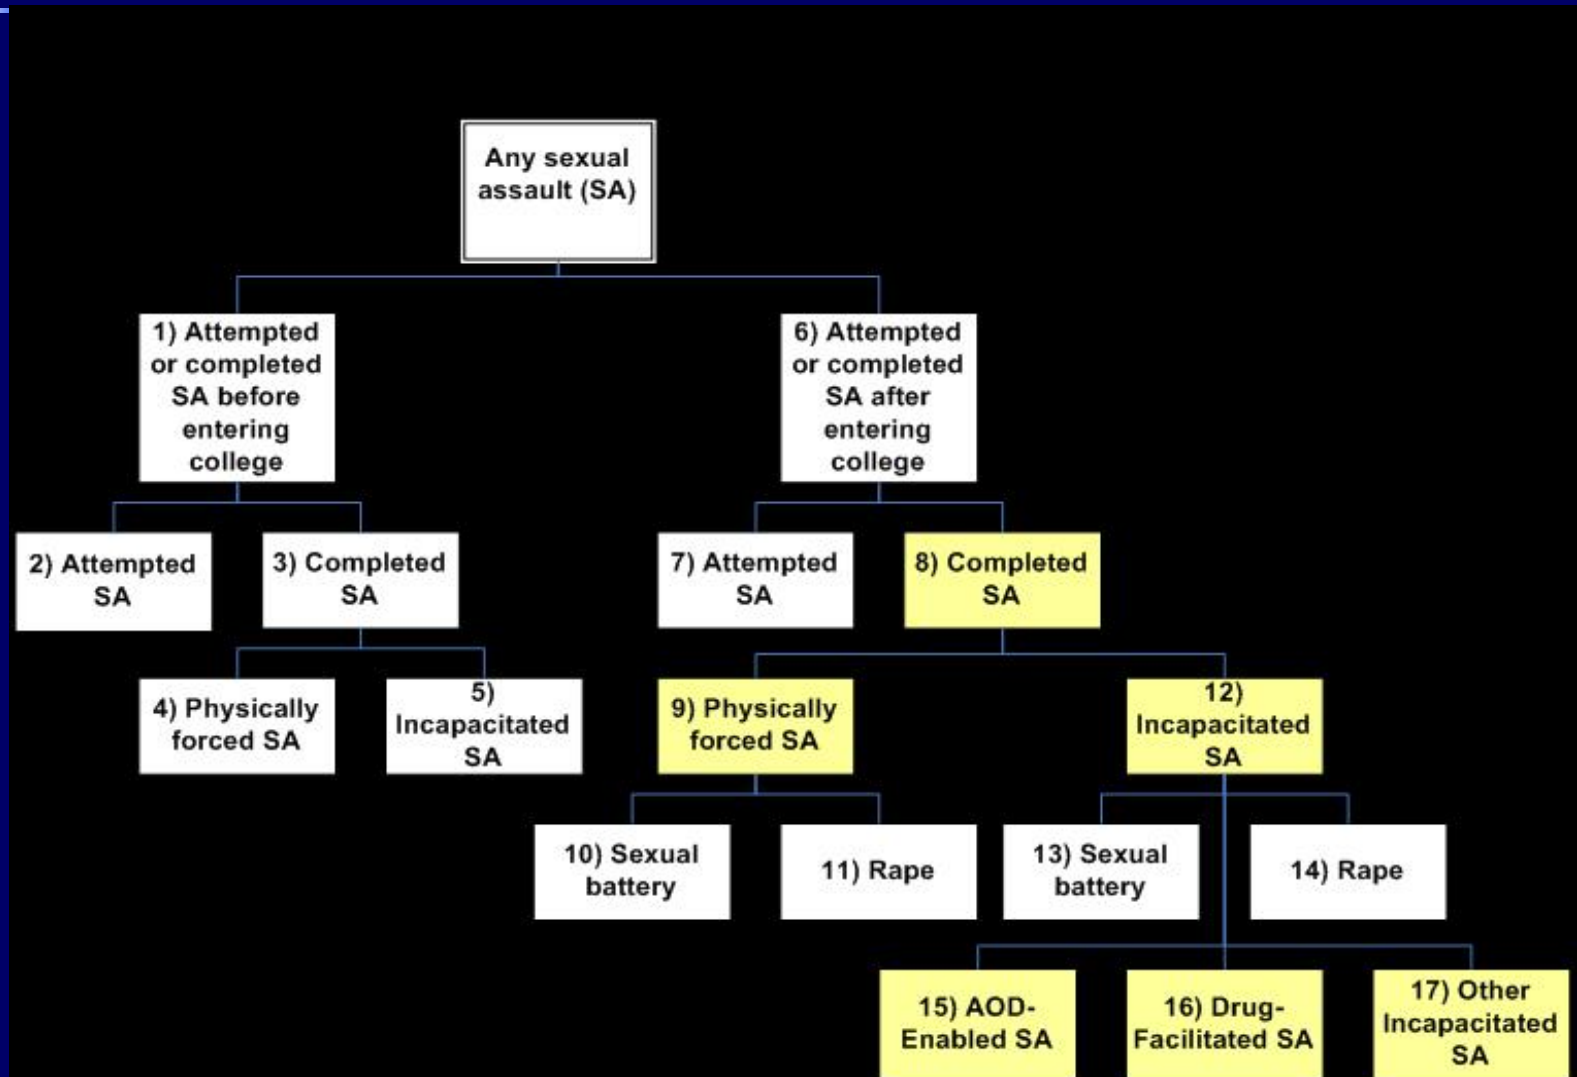 Any sexual
assault (SA)
1) Attempted
or completed
SA before
entering
college
6) Attempted
or completed
SA after
entering
college
2) Attempted
SA
3) Completed
SA
7) Attempted
SA
8) Completed
SA
4) Physically
forced SA
5)
Incapacitated
SA
9) Physically
forced SA
12)
Incapacitated
SA
10) Sexual
battery
11) Rape
13) Sexual
battery
14) Rape
15) AOD-
Enabled SA
16) Drug-
Facilitated SA
17) Other
Incapacitated
SA